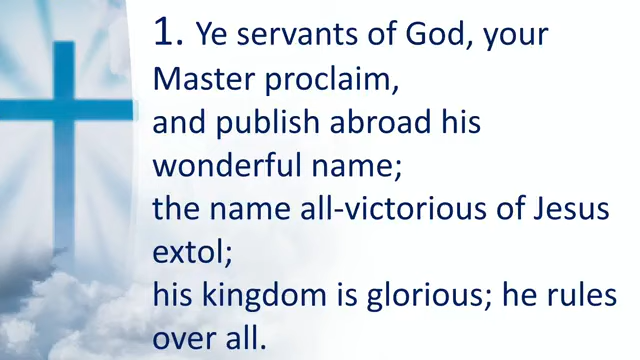 1. Ye servants of God, your
Master proclaim,
and publish abroad his
wonderful name;
the name all-victorious of Jesus
extol;
his kingdom is glorious; he rules
over all.